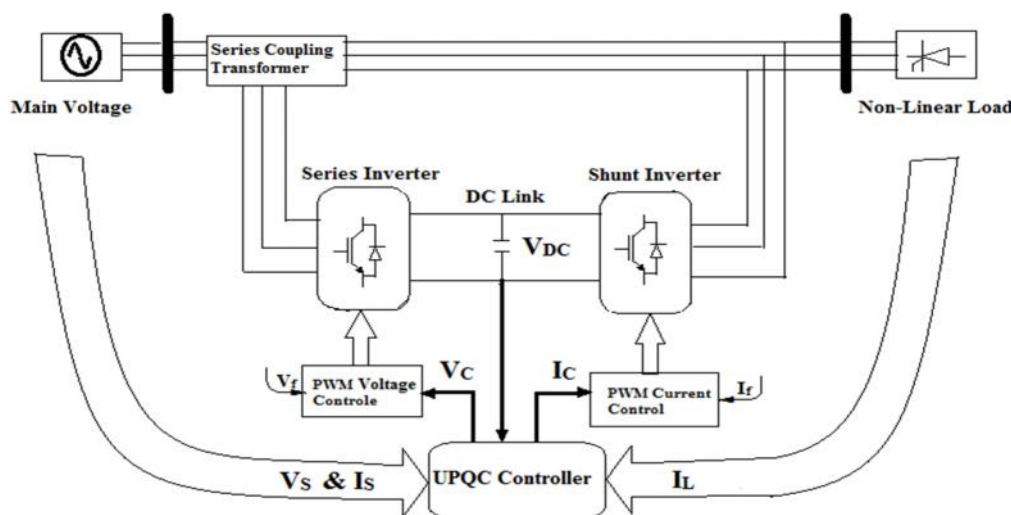 Series Coupling
Transformer
Main Voltage
Non-Linear Load
Series Inverter
Shunt Inverter
DC Link
VDC
Vf
PWM Voltage
Controle
VC
IC
PWM Current
Control
If
VS & IS
UPQC Controller
IL